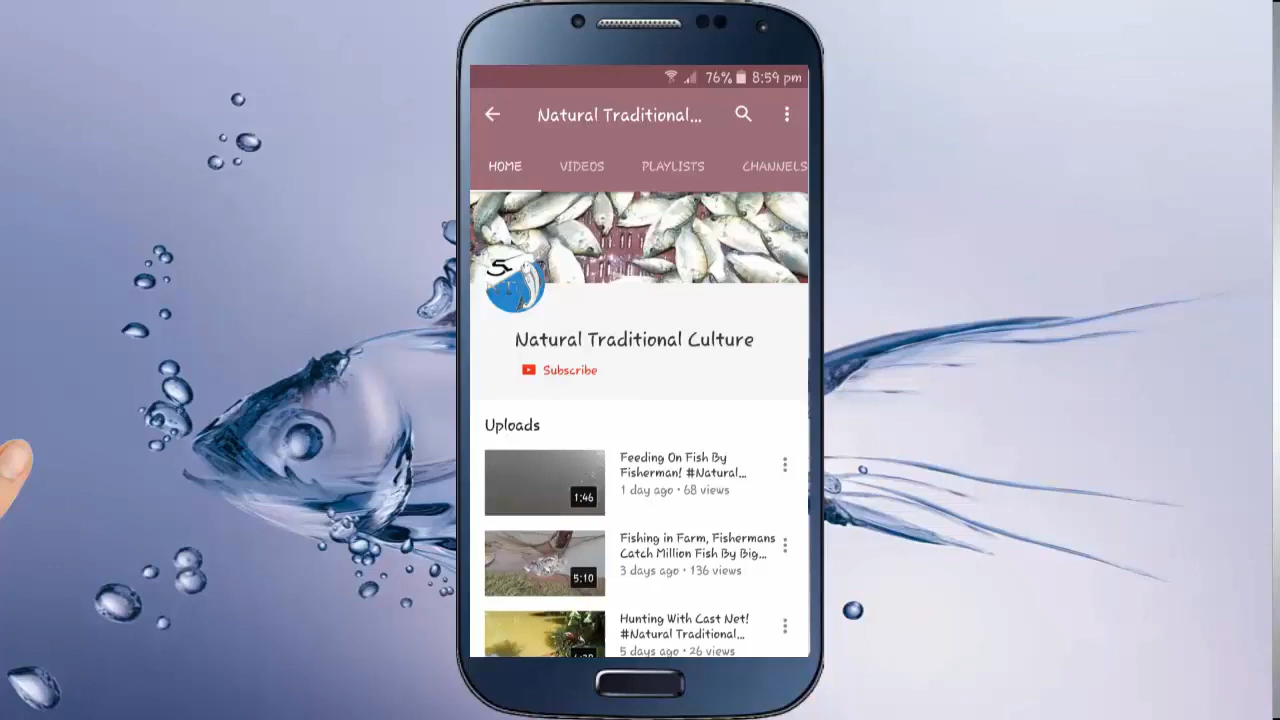 76% 8:59 pm
Natural Traditional...
HOME VIDEOS PLAYLISTS CHANNELS
Natural Traditional Culture
Subscribe
Uploads
Feeding On Fish By
Fisherman! #Natural...
1 day ago • 68 views
1:46
Fishing in Farm, Fishermans
Catch Million Fish By Big...
3 days ago • 136 views
5:10
Hunting With Cast Net!
#Natural Traditional...
5 days ago • 26 views